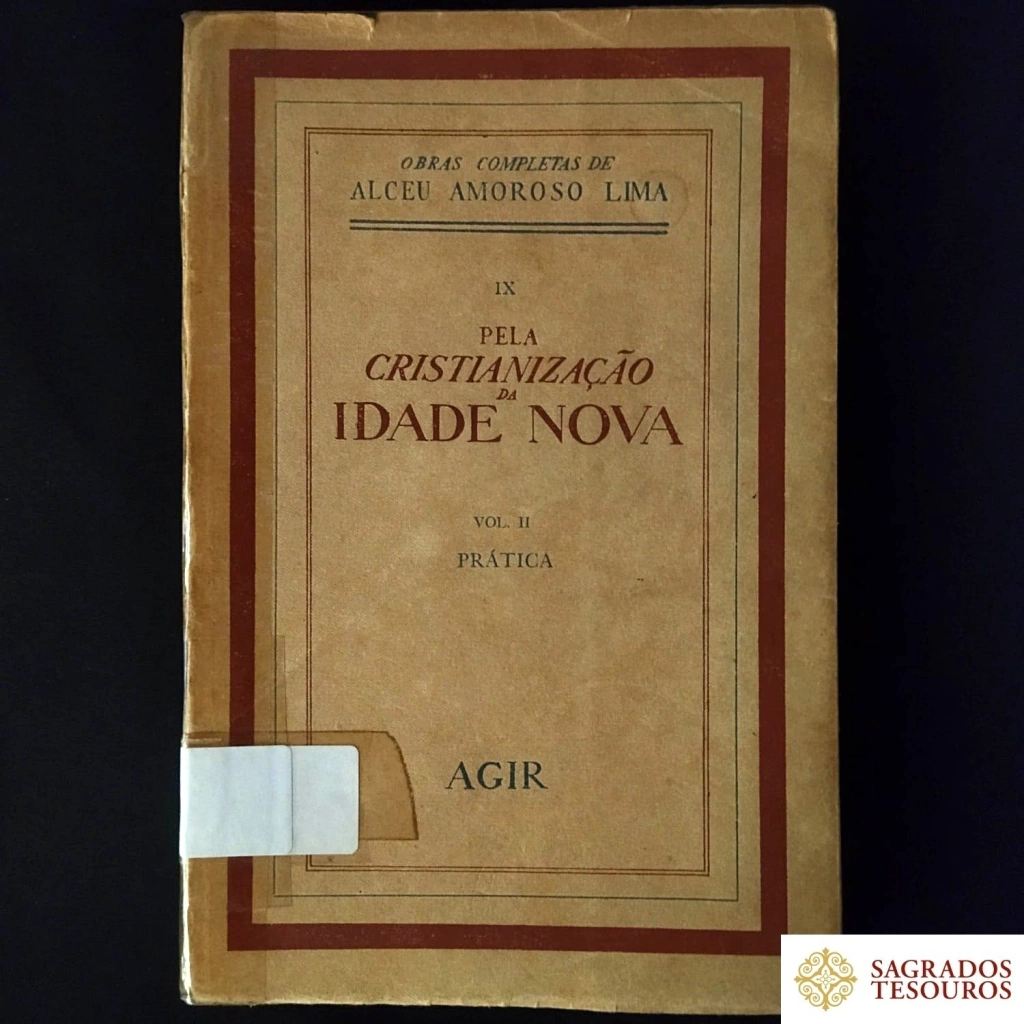 OBRAS COMPLETAS DE
ALCEU AMOROSO LIMA
IX
PELA
CRISTIANIZAÇÃO
DA
IDADE NOVA
VOL. II
PRÁTICA
AGIR
SAGRADOS
TESOUROS